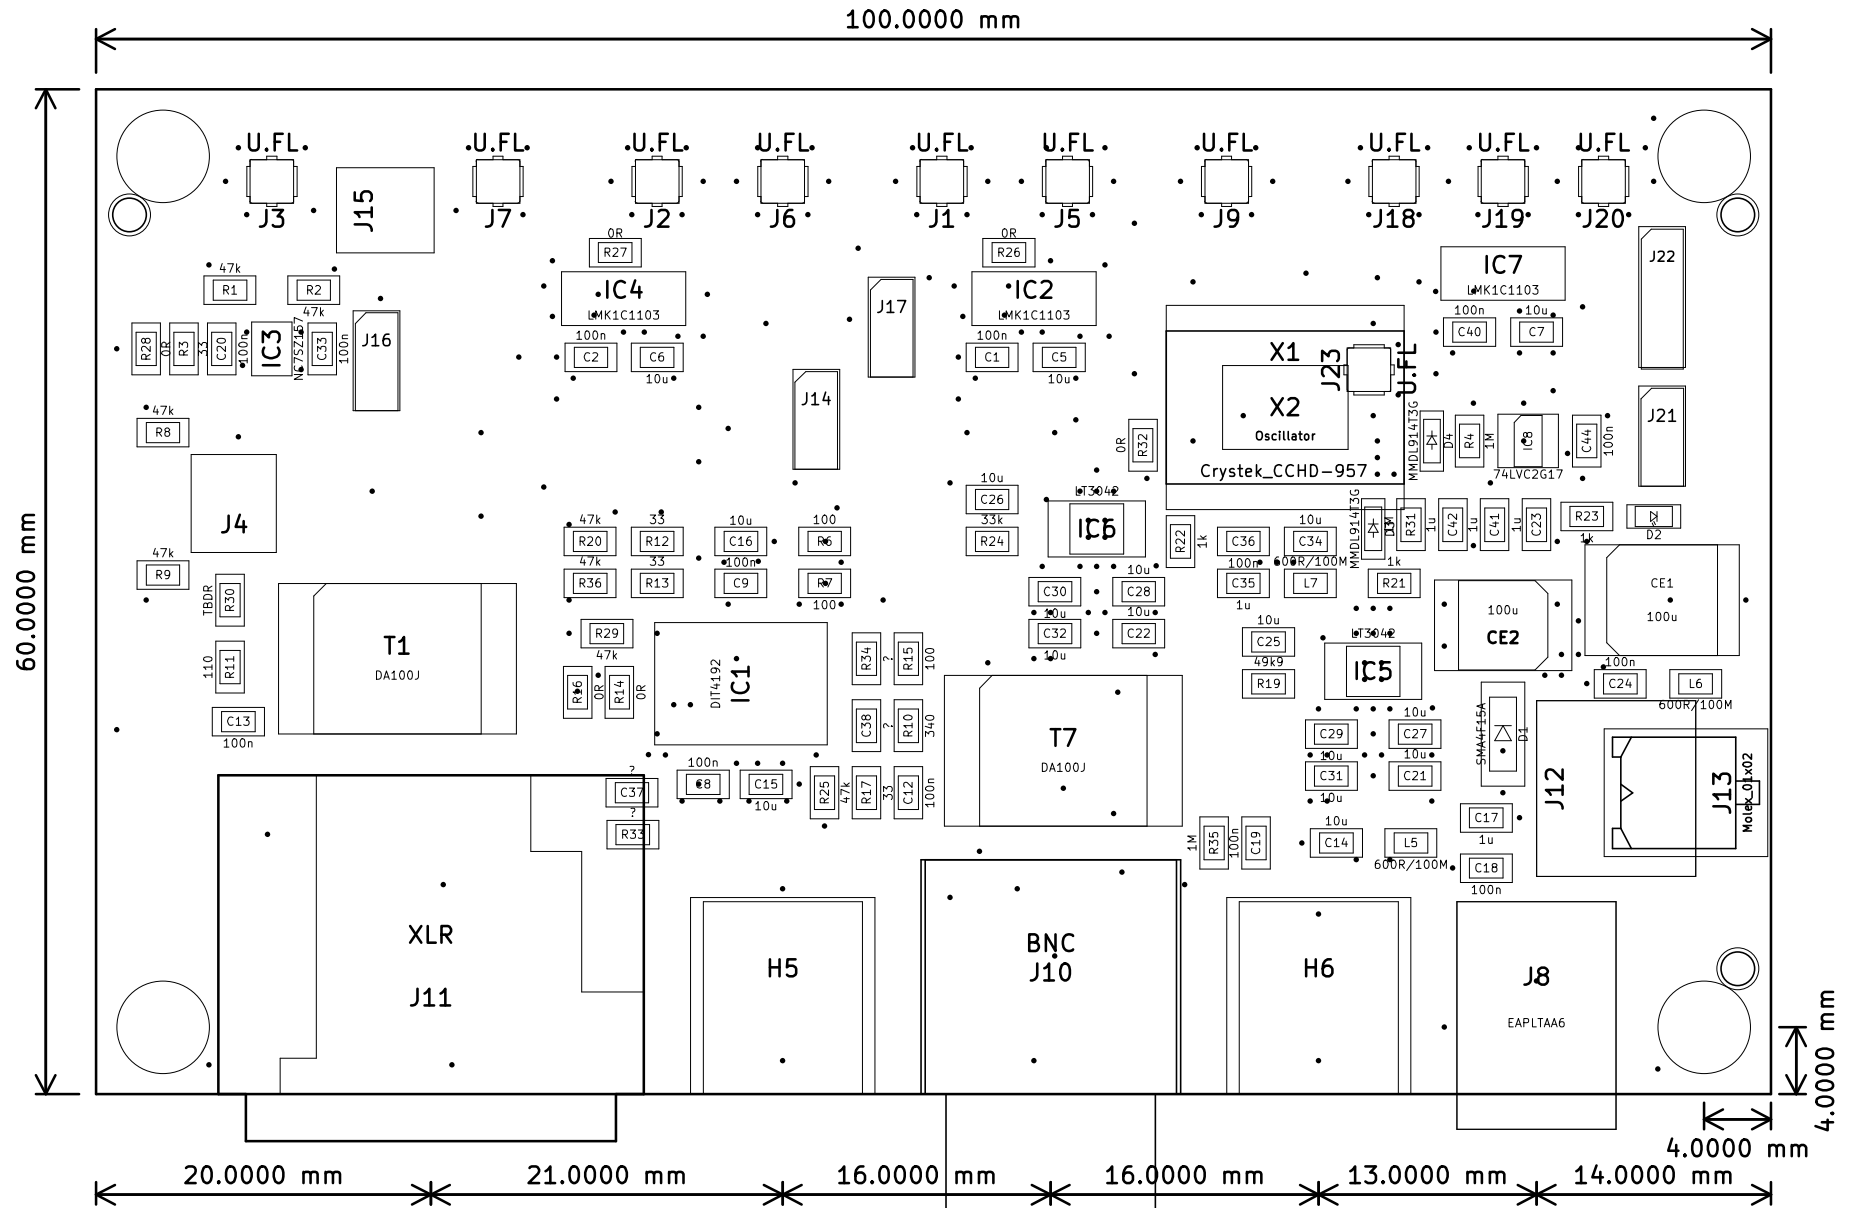 100.0000 mm
U.FL U.FL U.FL U.FL U.FL U.FL U.FL U.FL U.FL U.FL
J15
J3 J7 J2 J6 J1 J5 J9 J18 J19 J20
0R 0R
R27 R26
J22
IC7
47k
R1 R2
IC4 IC2
LMK1C1103
J17
47k
LMK1C1103 LMK1C1103
100n 10u
C40 C7
R28 0R R3 33 C20 100n IC3 NC7SZ157 C33 100n
J16
100n 100n
C2 C6 C1 C5
10u 10u
X1
J23 U.FL
J14
X2
Oscillator
Crystek_CCHD-957
47k
R8
0R R32
MMDL914T3G D4 R4 1M IC8 C44 100n
74LVC2G17
J21
10u
C26
LT3042
J4
60.0000 mm
47k 33 10u 100 33k
R20 R12 C16 R6 R24
IC6
R22 1k
10u
C36 C34
MMDL914T3G R31 1u C42 1u C41 1u C23
R23
1k
D2
47k
R9
100n
R36 R13 C9 R7
47k 33
100
100n 600R/100M 1k
C35 L7 R21
1u
10u 10u
C30 C28
10u 10u
C32 C22
10u
CE1
100u
100u
CE2
TBDR R30
110 R11
T1
DA100J
R29
47k
R16 0R R14 0R
DIT4192 IC1
R34 ? R15 100
10u
C25
49k9
R19
LT3042
IC5
100n
C24 L6
600R/100M
C13
100n
C38 ? R10 340
T7
DA100J
10u
C29 C27
10u 10u
C31 C21
10u
SMA4F15A D1
J12
J13
Molex_01x02
?
C37
?
R33
100n
C8 C15
10u
R25 47k R17 33 C12 100n
1M R35 100n C19
10u
C14 L5
600R/100M
C17
1u
C18
100n
XLR
J11
H5
BNC
J10
H6
J8
EAPLTAA6
4.0000 mm
4.0000 mm
20.0000 mm 21.0000 mm 16.0000 mm 16.0000 mm 13.0000 mm 14.0000 mm